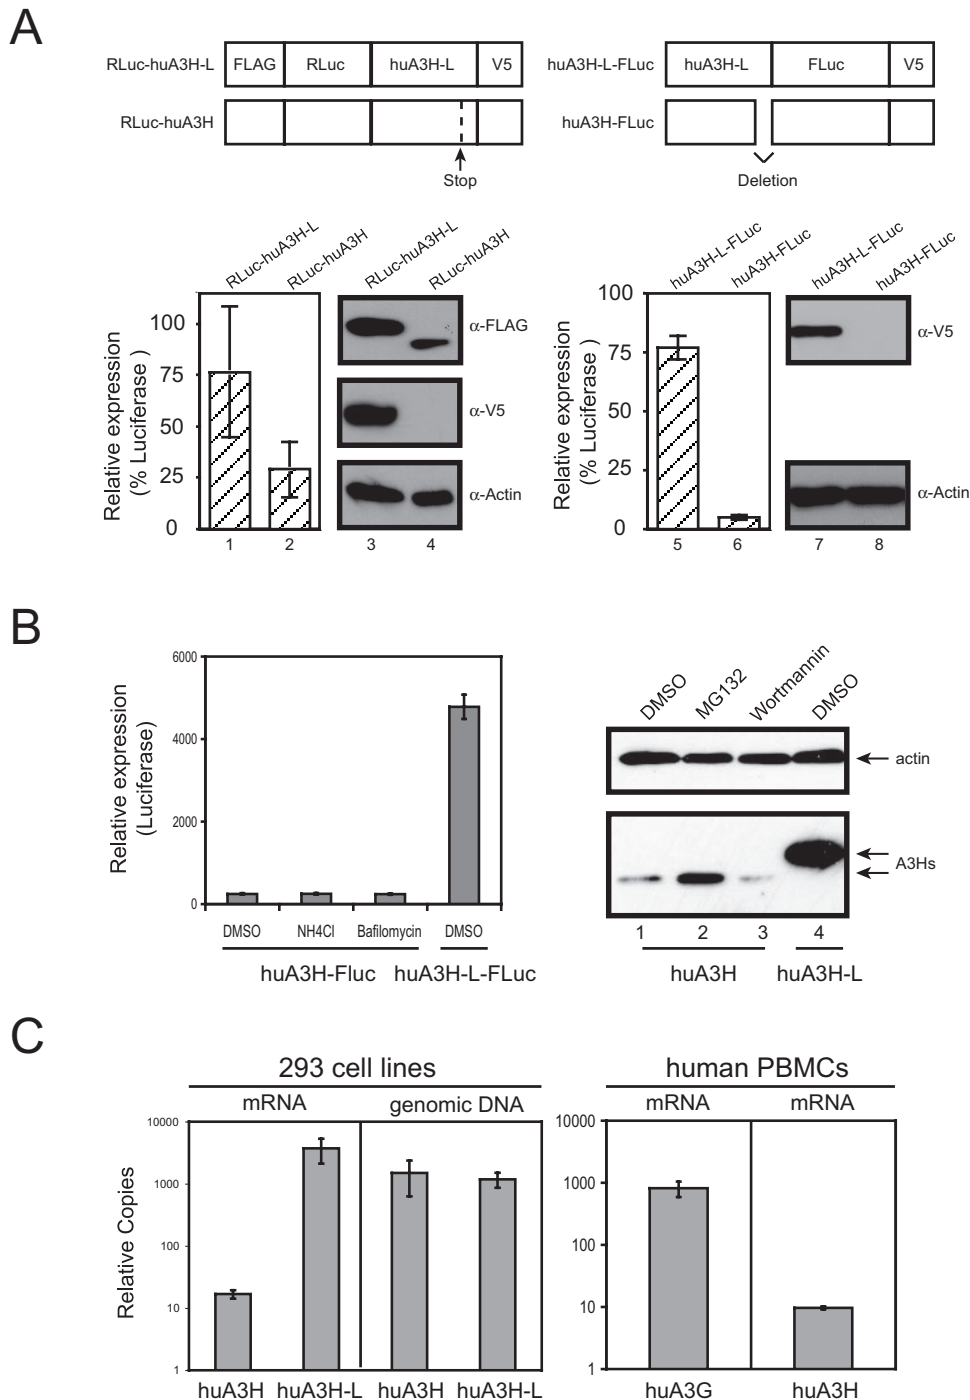 A
RLuc-huA3H-L FLAG RLuc huA3H-L V5
huA3H-L-FLuc huA3H-L FLuc V5
RLuc-huA3H
huA3H-FLuc
Stop
Deletion
RLuc-huA3H-L
RLuc-huA3H
RLuc-huA3H-L
RLuc-huA3H
huA3H-L-FLuc
huA3H-FLuc
huA3H-L-FLuc
huA3H-FLuc
Relative expression
(% Luciferase )
100
75
50
25
0
α-FLAG
α-V5
α-Actin
1 2 3 4
Relative expression
(% Luciferase )
100
75
50
25
0
α-V5
α-Actin
5 6 7 8
B
Relative expression
(Luciferase)
6000
4000
2000
0
DMSO NH4Cl Bafilomycin DMSO
huA3H-Fluc huA3H-L-FLuc
DMSO
MG132
Wortmannin
DMSO
actin
A3Hs
1 2 3 4
huA3H huA3H-L
C
293 cell lines
mRNA genomic DNA
Relative Copies
10000
1000
100
10
1
huA3H huA3H-L huA3H huA3H-L
human PBMCs
mRNA mRNA
10000
1000
100
10
1
huA3G huA3H